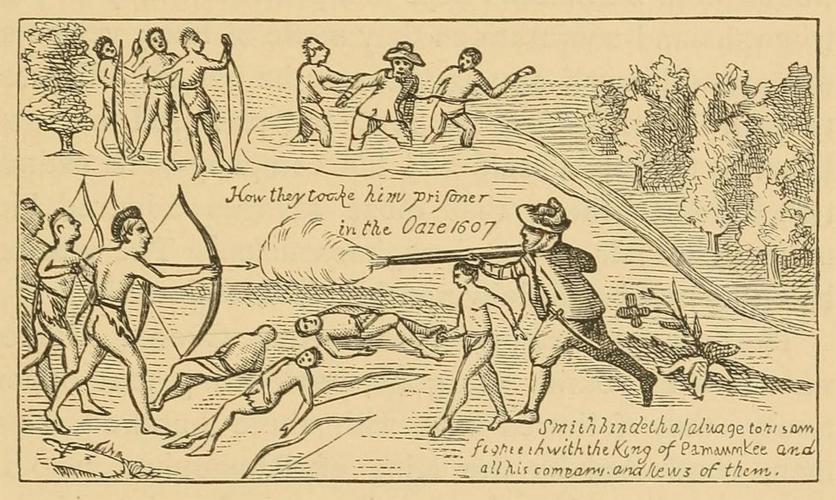 How they tooke him priſoner
in the Oaze 1607
Smith bindeth a ſaluage to his arm
fighteth with the King of Pamaunkee and
all his company. and of them.